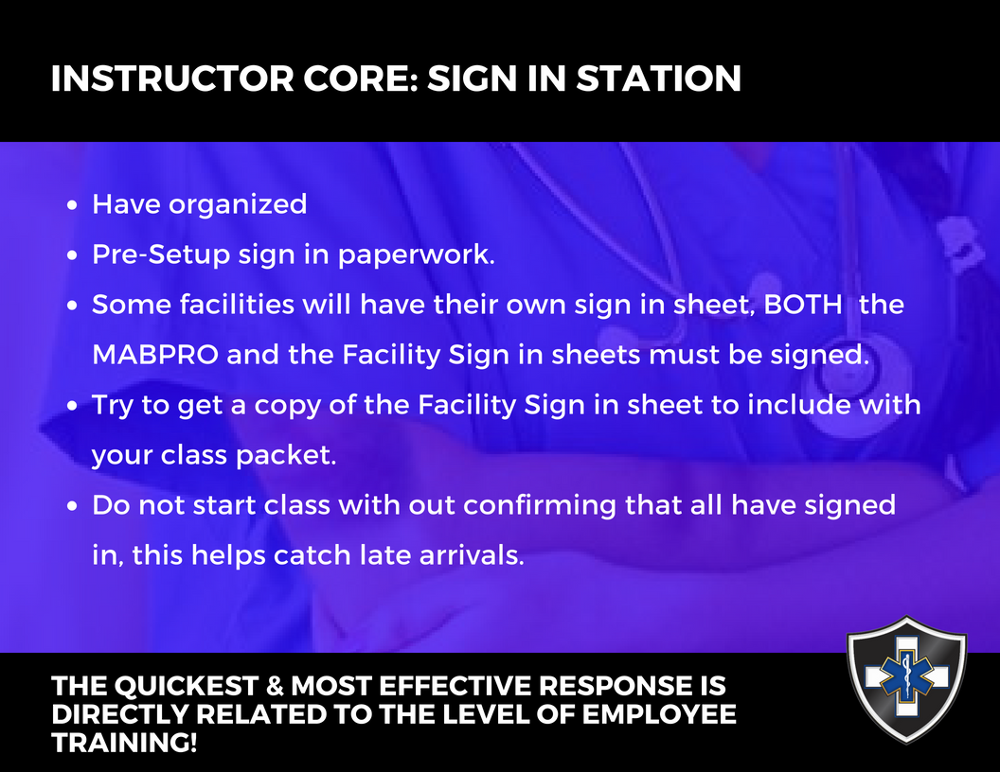 INSTRUCTOR CORE: SIGN IN STATION
• Have organized
• Pre-Setup sign in paperwork.
• Some facilities will have their own sign in sheet, BOTH  the
MABPRO and the Facility Sign in sheets must be signed.
• Try to get a copy of the Facility Sign in sheet to include with
your class packet.
• Do not start class with out confirming that all have signed
in, this helps catch late arrivals.
THE QUICKEST & MOST EFFECTIVE RESPONSE IS
DIRECTLY RELATED TO THE LEVEL OF EMPLOYEE
TRAINING!